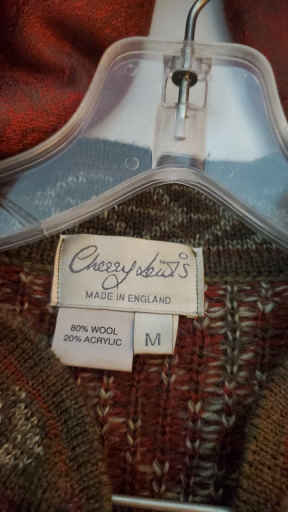 Cherry Lewis
MADE IN ENGLAND
80% WOOL
20% ACRYLIC
M